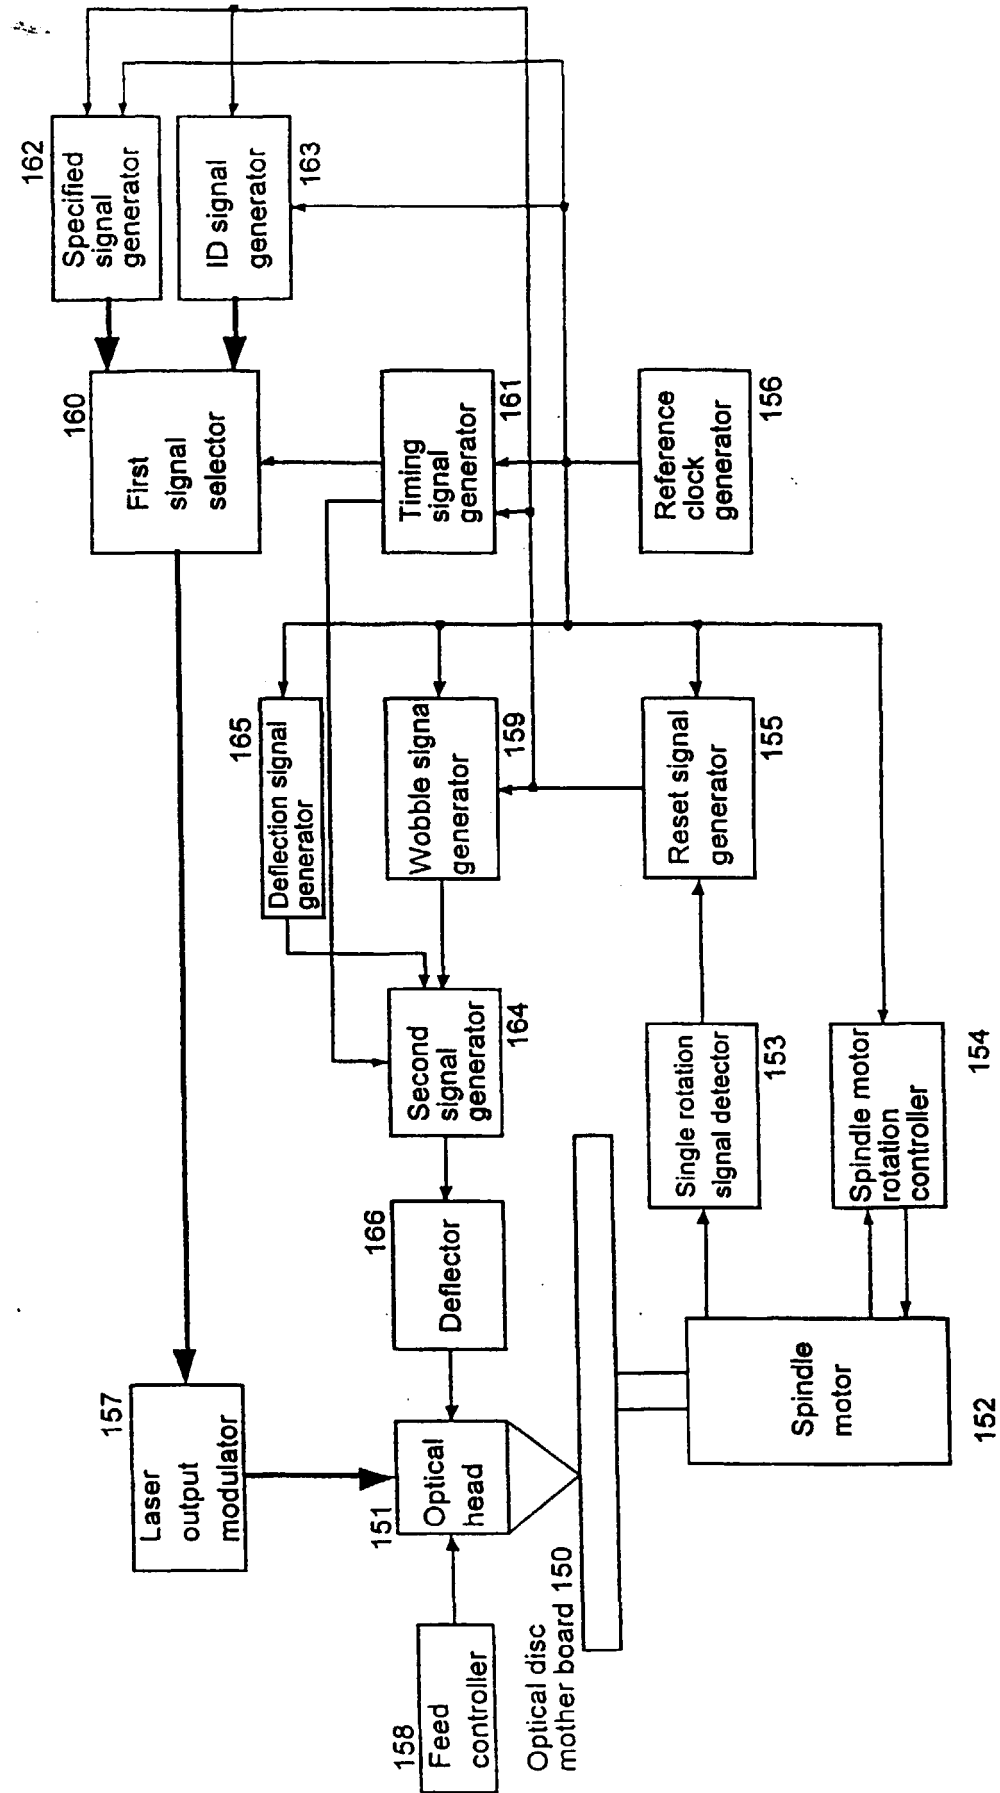 162
Specified
signal
generator
ID signal
generator
163
160
First
signal
selector
Timing
signal
generator
161
Reference
clock
generator
156
165
Deflection signal
generator
Wobble signa
generator
159
Reset signal
generator
155
Second
signal
generator
164
Single rotation
signal detector
153
Spindle motor
rotation
controller
154
166
Deflector
157
Laser
output
modulator
151
Optical
head
Spindle
motor
152
158
Feed
controller
Optical disc
mother board 150